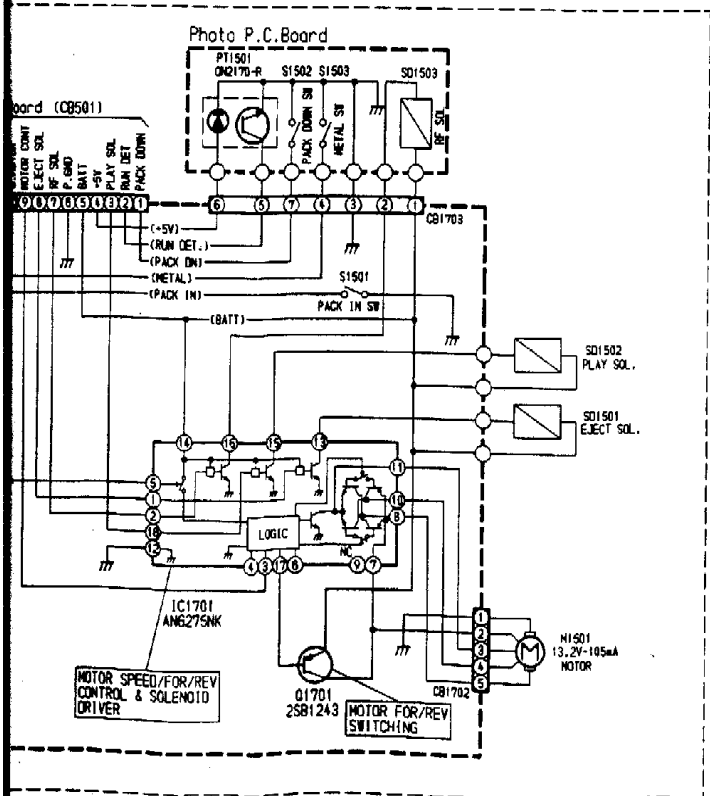 Photo P.C.Board
PT1501
ON2170-R
S1502 S1503
SD1503
PACK DOWN SW
METAL SW
RF SOL
oard (CB501)
MOTOR CONT
EJECT SOL
RF SOL
P.GND
BATT
+5V
PLAY SOL
RUN DET
PACK DOWN
9 8 7 6 5 4 3 2 1
6 5 7 4 3 2 1
CB1703
(+5V)
(RUN DET.)
(PACK DN)
(METAL)
S1501
(PACK IN)
PACK IN SW
(BATT)
SD1502
PLAY SOL.
SD1501
EJECT SOL.
14 16 15 13
5
11
1
10
2
8
LOGIC
18
12
NC
4 3 17 6 9 7
IC1701
AN6275NK
1
2
3
4
5
M
M1501
13.2V-105mA
MOTOR
CB1702
MOTOR SPEED/FOR/REV
CONTROL & SOLENOID
DRIVER
Q1701
2SB1243
MOTOR FOR/REV
SWITCHING